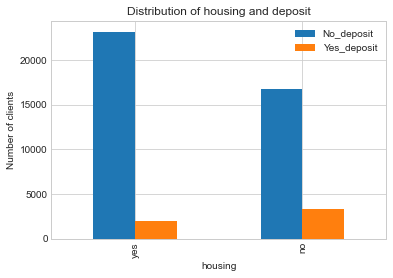 Distribution of housing and deposit
No_deposit
Yes_deposit
Number of clients
20000
15000
10000
5000
0
yes
no
housing